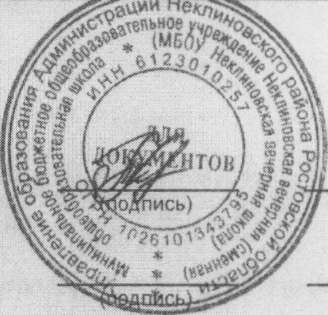 Управление образования Администрации Неклиновского района Ростовской области
Муниципальное бюджетное общеобразовательное учреждение Неклиновская вечерняя (сменная)
общеобразовательная школа * (МБОУ Неклиновская вечерняя школа)
ИНН 6123010257
ДЛЯ
ДОКУМЕНТОВ
1026101343795
(подпись)
(подпись)